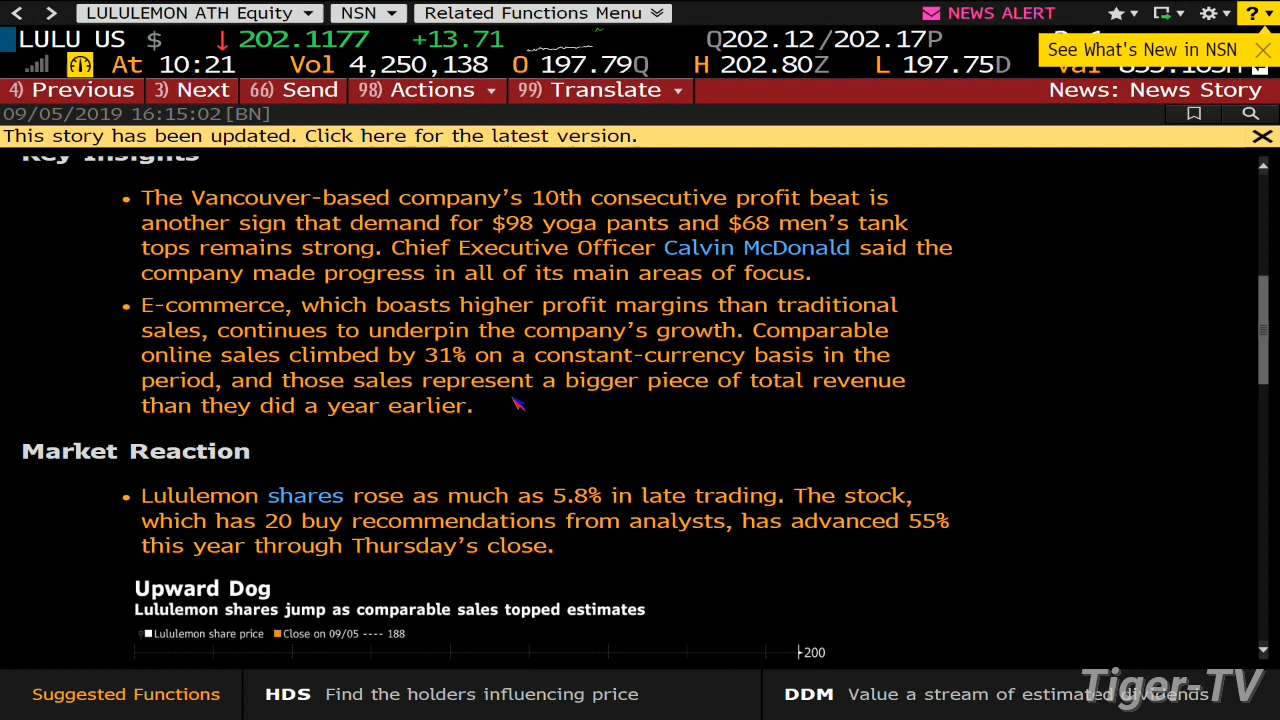 LULULEMON ATH Equity NSN Related Functions Menu NEWS ALERT
LULU US $ 202.1177 +13.71 Q202.12/202.17P
See What's New in NSN
At 10:21 Vol 4,250,138 O 197.79Q H 202.80Z L 197.75D
4) Previous 3) Next 66) Send 98) Actions 99) Translate News: News Story
09/05/2019 16:15:02[BN]
This story has been updated. Click here for the latest version.
Key Insights
• The Vancouver-based company's 10th consecutive profit beat is
another sign that demand for $98 yoga pants and $68 men's tank
tops remains strong. Chief Executive Officer Calvin McDonald said the
company made progress in all of its main areas of focus.
• E-commerce, which boasts higher profit margins than traditional
sales, continues to underpin the company's growth. Comparable
online sales climbed by 31% on a constant-currency basis in the
period, and those sales represent a bigger piece of total revenue
than they did a year earlier.
Market Reaction
• Lululemon shares rose as much as 5.8% in late trading. The stock,
which has 20 buy recommendations from analysts, has advanced 55%
this year through Thursday's close.
Upward Dog
Lululemon shares jump as comparable sales topped estimates
Lululemon share price Close on 09/05 ---- 188
200
Suggested Functions HDS Find the holders influencing price DDM Value a stream of estimated dividends
Tiger-TV